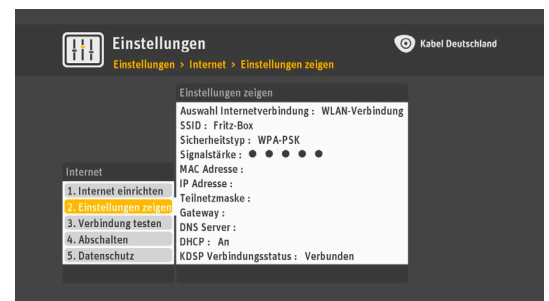 Einstellungen
Einstellungen > Internet > Einstellungen zeigen
Kabel Deutschland
Einstellungen zeigen
Auswahl Internetverbindung : WLAN-Verbindung
SSID : Fritz-Box
Sicherheitstyp : WPA-PSK
Signalstärke : ● ● ● ● ●
MAC Adresse :
IP Adresse :
Teilnetzmaske :
Gateway :
DNS Server :
DHCP : An
KDSP Verbindungsstatus : Verbunden
Internet
1. Internet einrichten
2. Einstellungen zeigen
3. Verbindung testen
4. Abschalten
5. Datenschutz